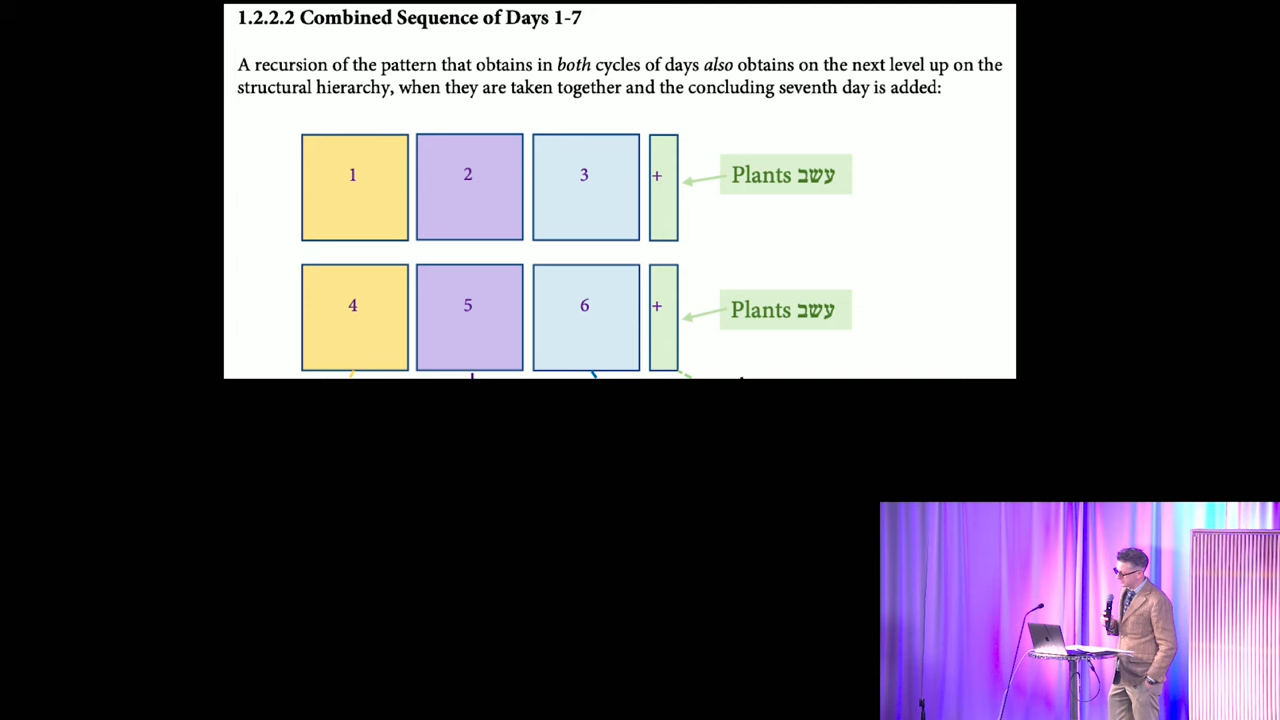 1.2.2.2 Combined Sequence of Days 1-7
A recursion of the pattern that obtains in both cycles of days also obtains on the next level up on the
structural hierarchy, when they are taken together and the concluding seventh day is added:
1 2 3 + Plants עשב
4 5 6 + Plants עשב